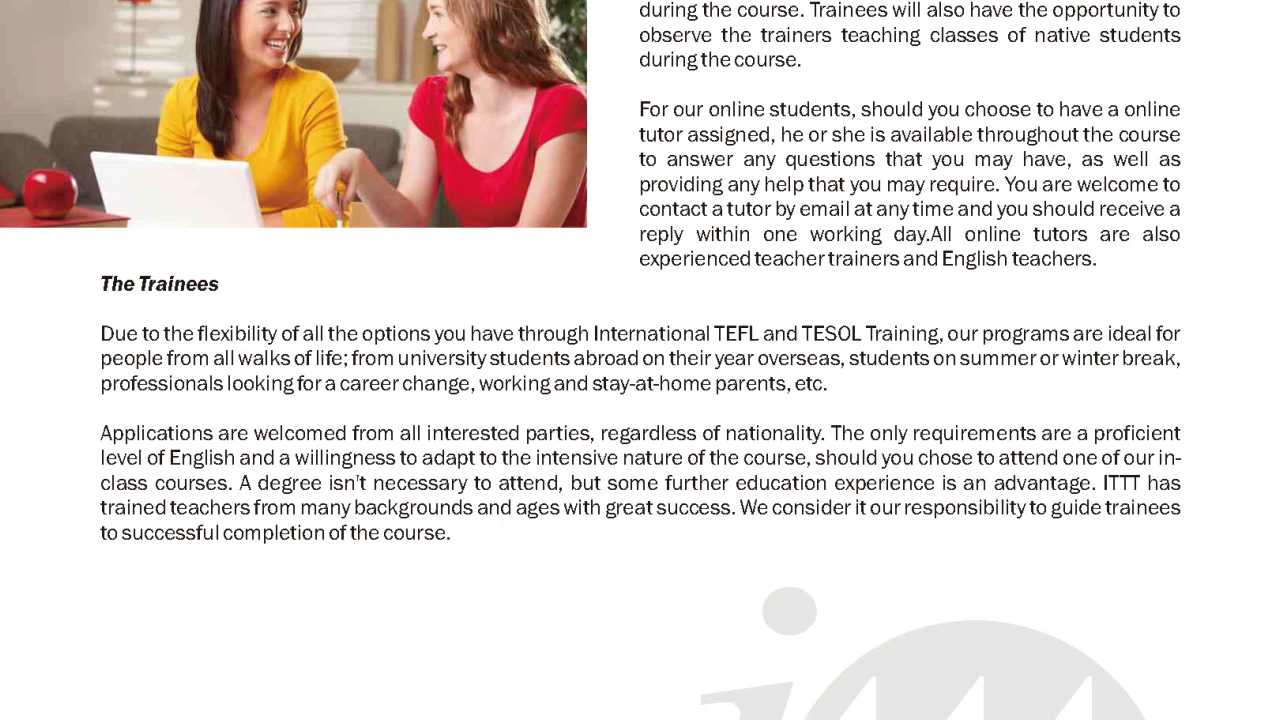 during the course. Trainees will also have the opportunity to
observe the trainers teaching classes of native students
during the course.
For our online students, should you choose to have a online
tutor assigned, he or she is available throughout the course
to answer any questions that you may have, as well as
providing any help that you may require. You are welcome to
contact a tutor by email at any time and you should receive a
reply within one working day.All online tutors are also
experienced teacher trainers and English teachers.
The Trainees
Due to the flexibility of all the options you have through International TEFL and TESOL Training, our programs are ideal for
people from all walks of life; from university students abroad on their year overseas, students on summer or winter break,
professionals looking for a career change, working and stay-at-home parents, etc.
Applications are welcomed from all interested parties, regardless of nationality. The only requirements are a proficient
level of English and a willingness to adapt to the intensive nature of the course, should you chose to attend one of our in-
class courses. A degree isn't necessary to attend, but some further education experience is an advantage. ITTT has
trained teachers from many backgrounds and ages with great success. We consider it our responsibility to guide trainees
to successful completion of the course.
ittt